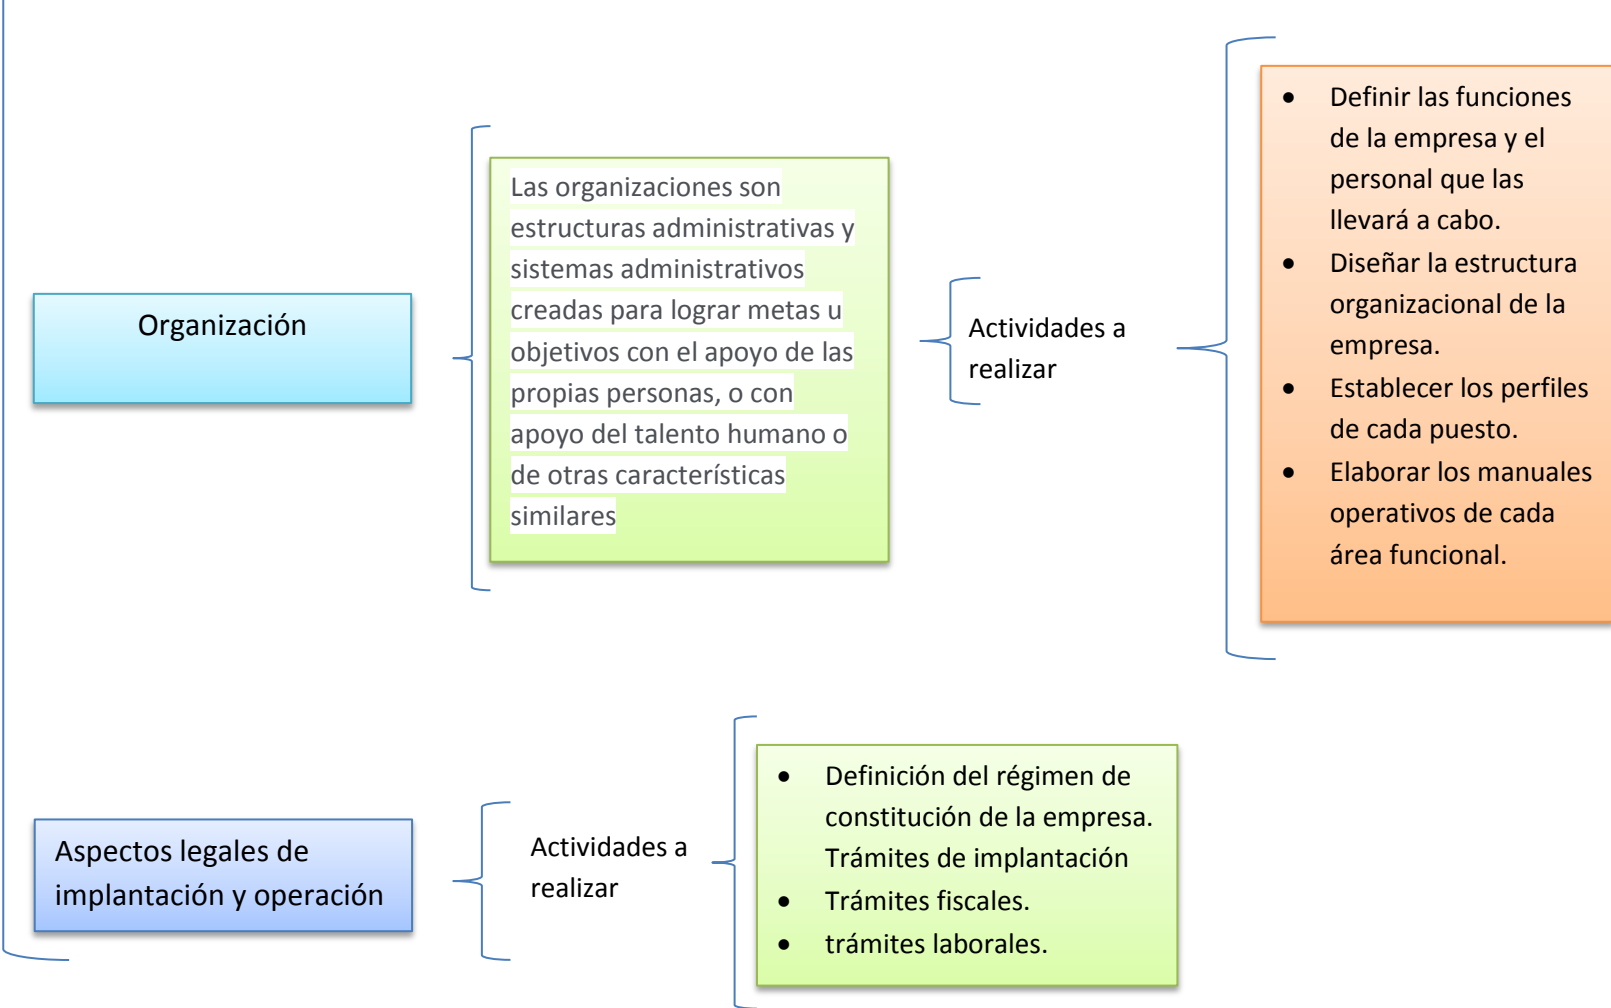 Organización
Las organizaciones son
estructuras administrativas y
sistemas administrativos
creadas para lograr metas u
objetivos con el apoyo de las
propias personas, o con
apoyo del talento humano o
de otras características
similares
Actividades a
realizar
• Definir las funciones
de la empresa y el
personal que las
llevará a cabo.
• Diseñar la estructura
organizacional de la
empresa.
• Establecer los perfiles
de cada puesto.
• Elaborar los manuales
operativos de cada
área funcional.
Aspectos legales de
implantación y operación
Actividades a
realizar
• Definición del régimen de
constitución de la empresa.
Trámites de implantación
• Trámites fiscales.
• trámites laborales.